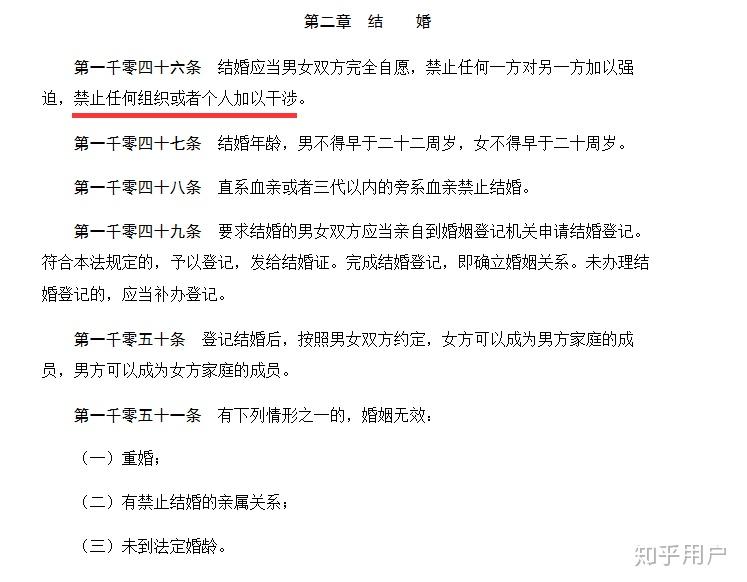 第二章 结 婚
第一千零四十六条 结婚应当男女双方完全自愿，禁止任何一方对另一方加以强
迫，禁止任何组织或者个人加以干涉。
第一千零四十七条 结婚年龄，男不得早于二十二周岁，女不得早于二十周岁。
第一千零四十八条 直系血亲或者三代以内的旁系血亲禁止结婚。
第一千零四十九条 要求结婚的男女双方应当亲自到婚姻登记机关申请结婚登记。
符合本法规定的，予以登记，发给结婚证。完成结婚登记，即确立婚姻关系。未办理结
婚登记的，应当补办登记。
第一千零五十条 登记结婚后，按照男女双方约定，女方可以成为男方家庭的成
员，男方可以成为女方家庭的成员。
第一千零五十一条 有下列情形之一的，婚姻无效：
（一）重婚；
（二）有禁止结婚的亲属关系；
（三）未到法定婚龄。
知乎用户